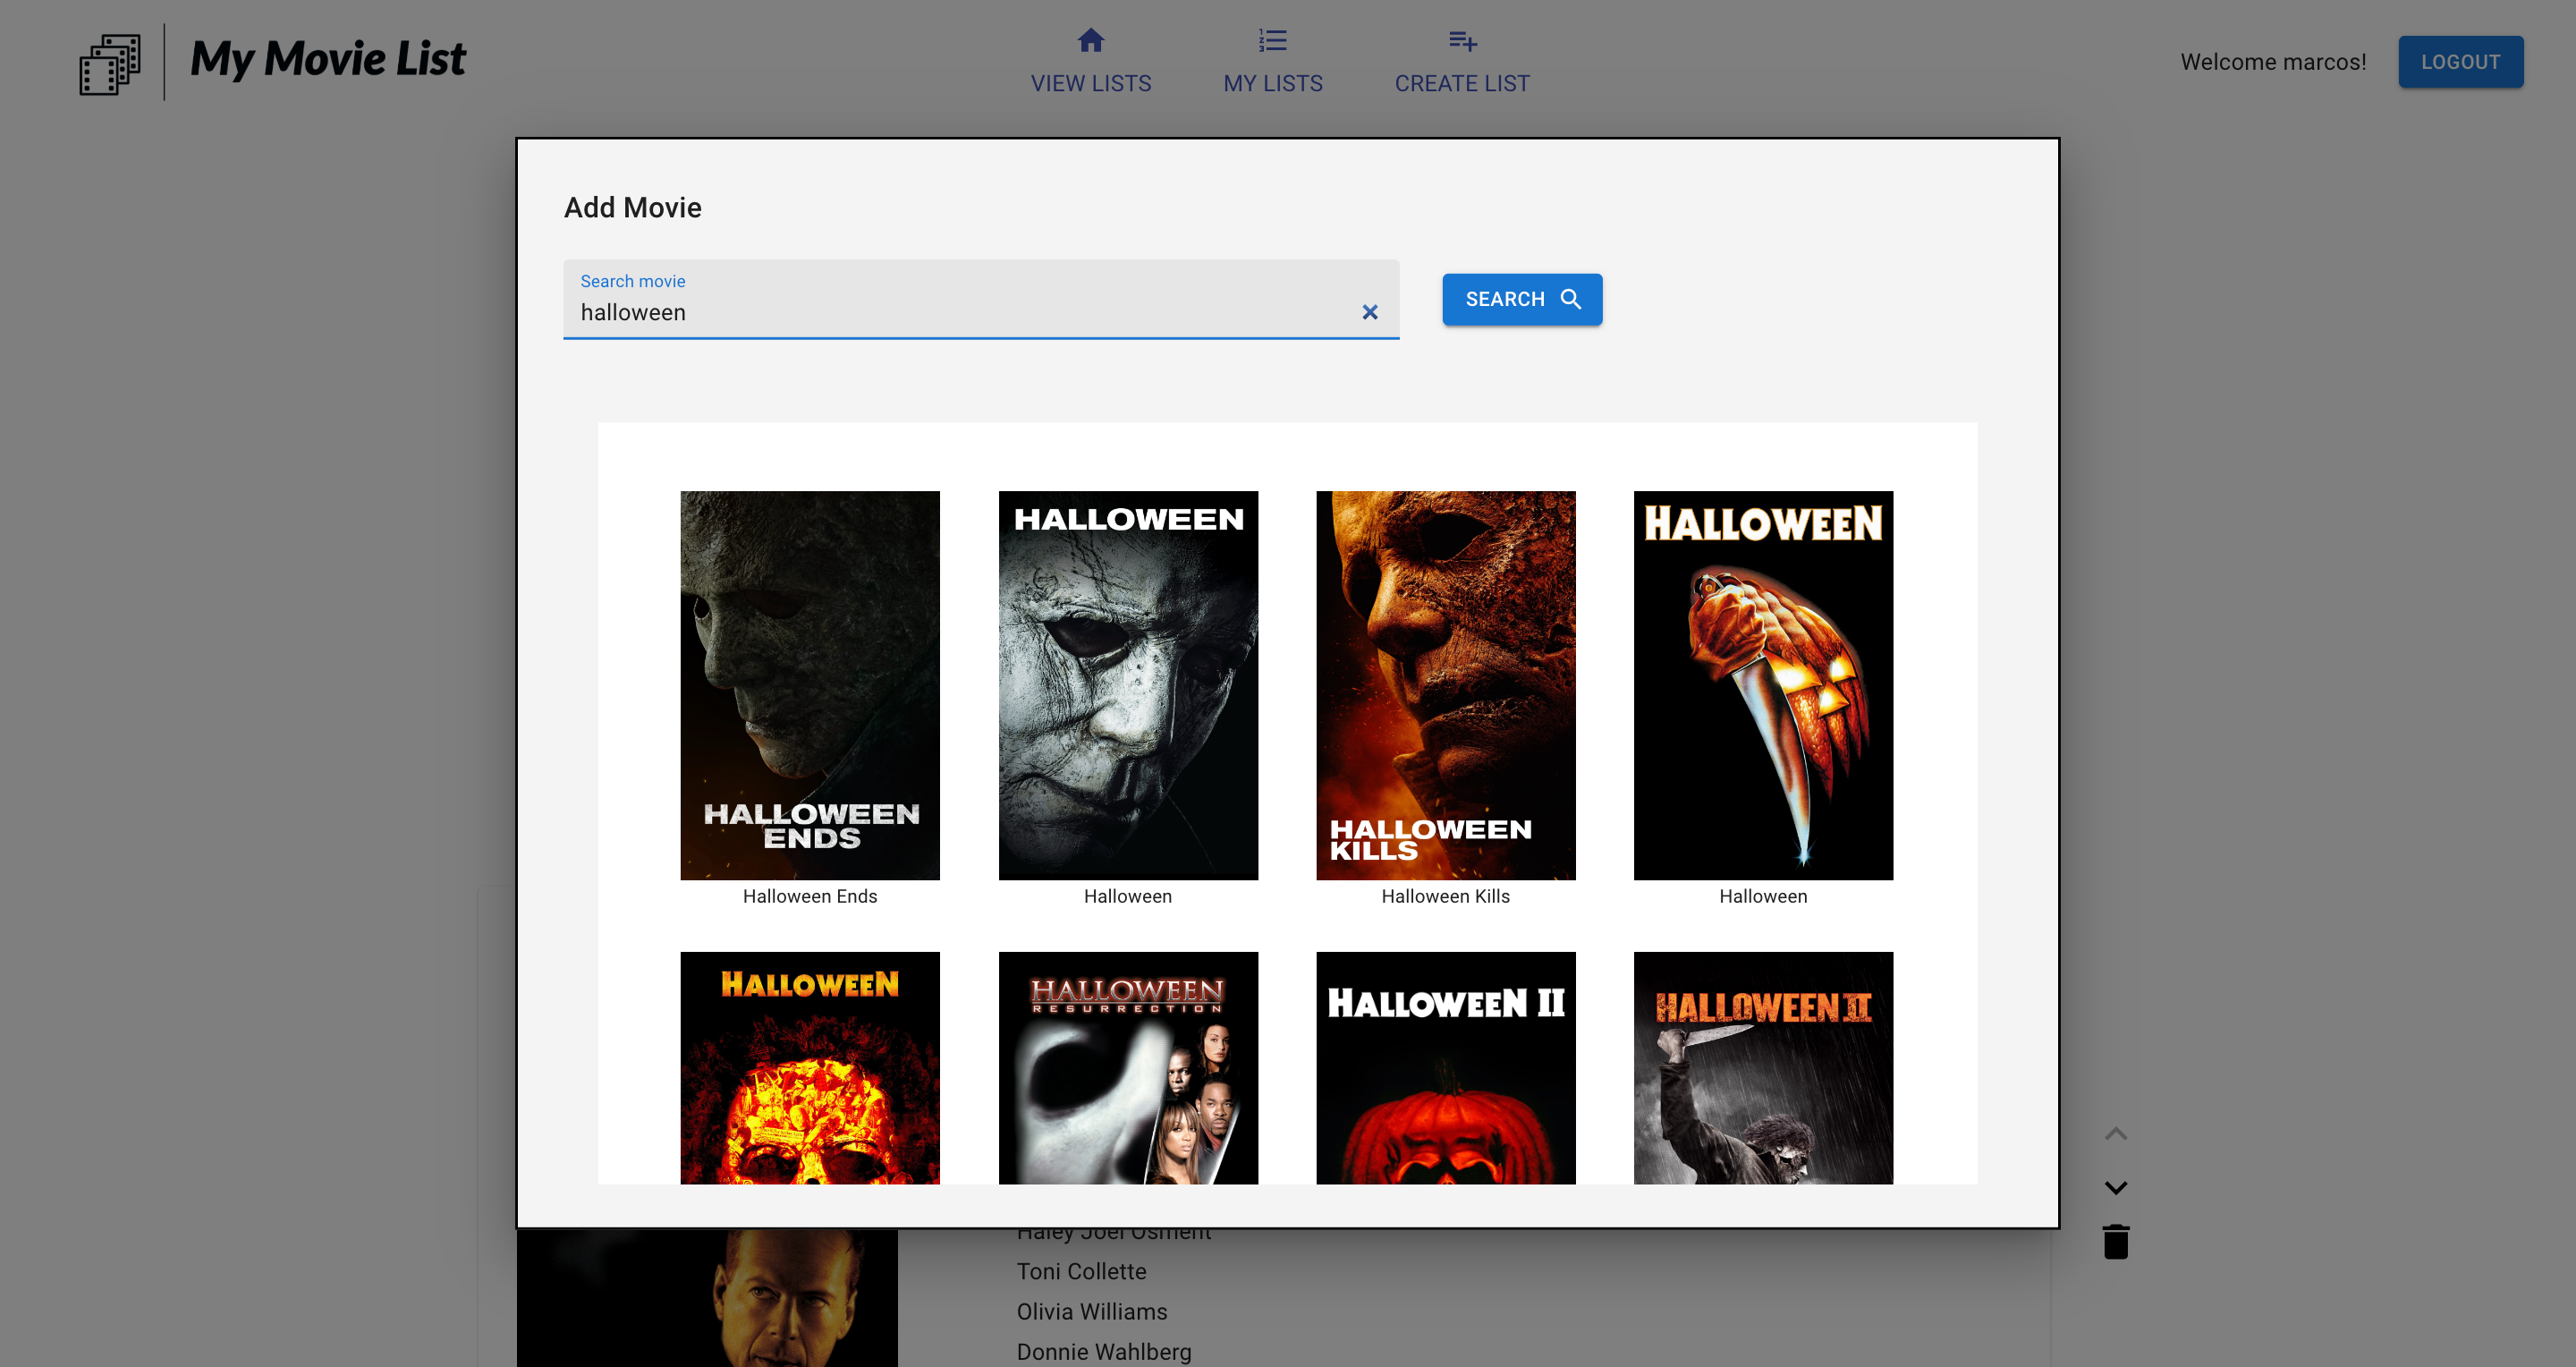 My Movie List
VIEW LISTS
MY LISTS
CREATE LIST
Welcome marcos!
LOGOUT
Add Movie
Search movie
halloween
SEARCH
HALLOWEEN
ENDS
HALLOWEEN
HALLOWEEN
KILLS
HALLOWEEN
Halloween Ends
Halloween
Halloween Kills
Halloween
HALLOWEEN
HALLOWEEN
RESURRECTION
HALLOWEEN II
HALLOWEEN II
Haley Joel Osment
Toni Collette
Olivia Williams
Donnie Wahlberg